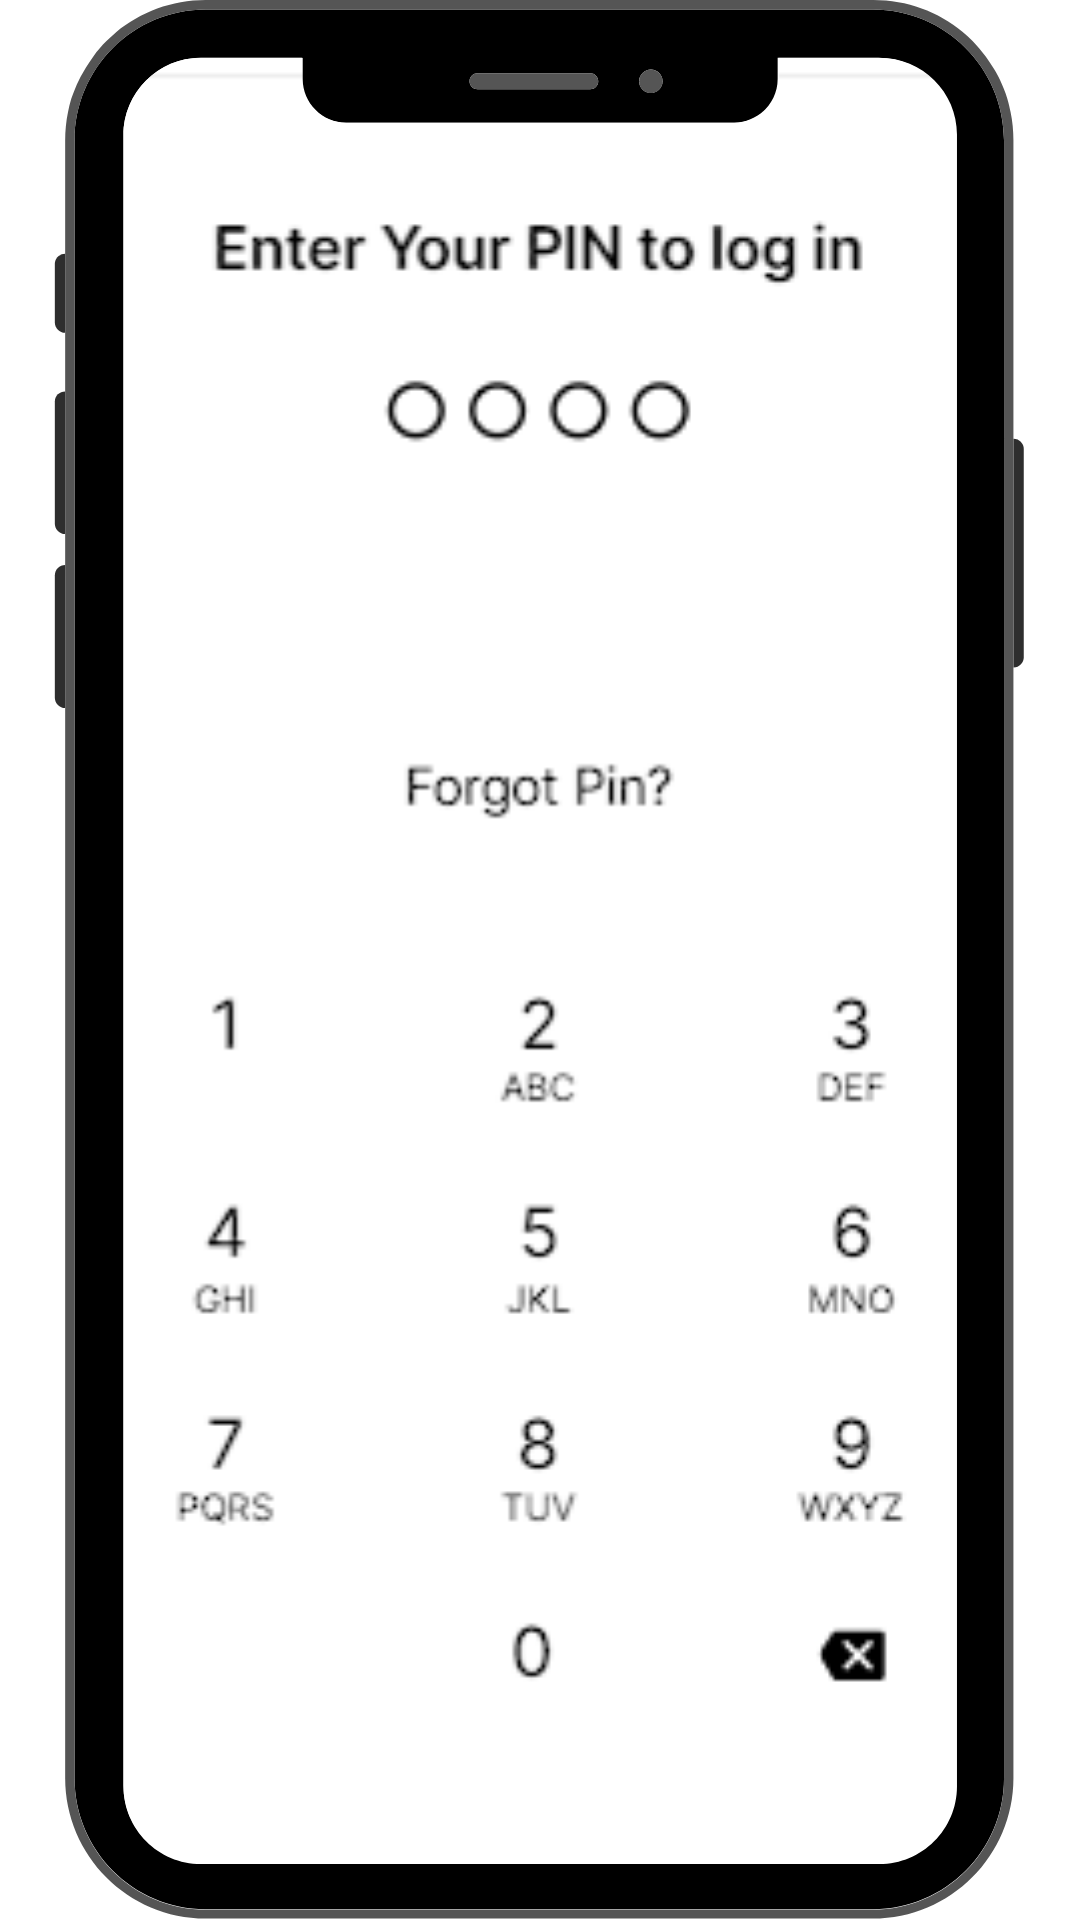 Enter Your PIN to log in
Forgot Pin?
1 2 3
ABC DEF
4 5 6
GHI JKL MNO
7 8 9
PQRS TUV WXYZ
0